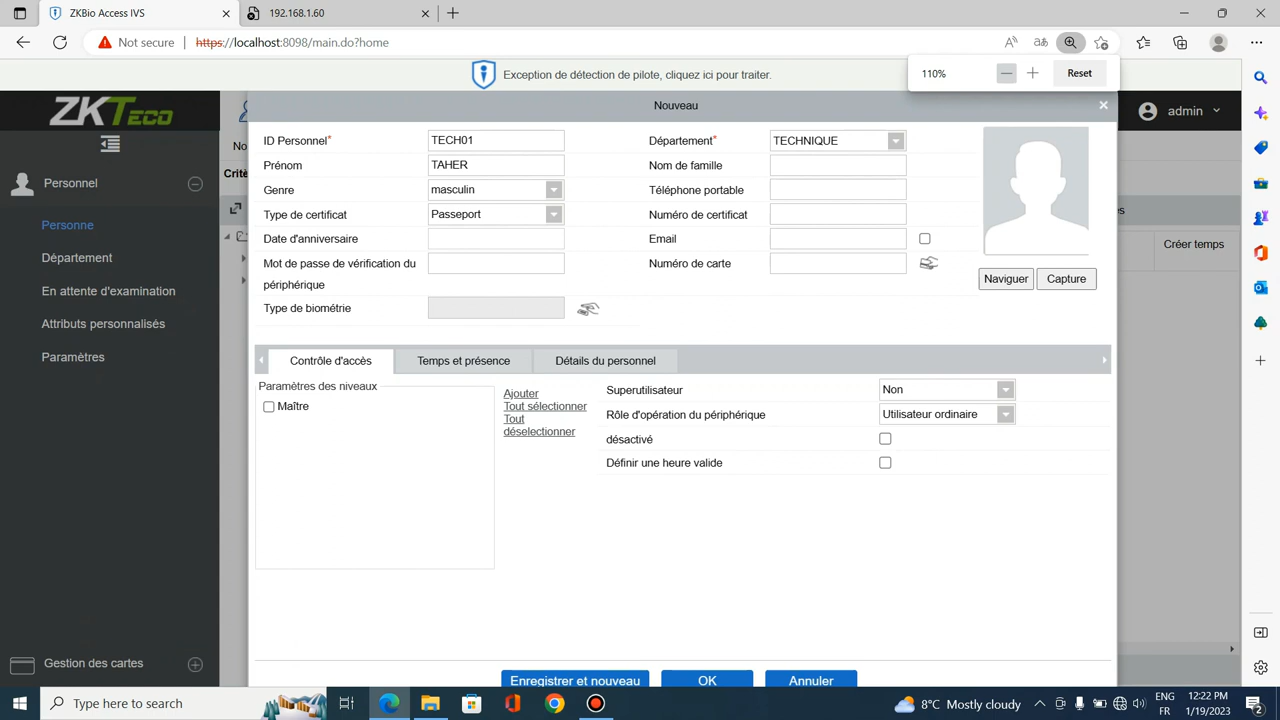 ZKBio Access IVS
192.168.1.60
Not secure
https://localhost:8098/main.do?home
Exception de détection de pilote, cliquez ici pour traiter.
110%
Reset
ZKTeco
Nouveau
admin
ID Personnel*
TECH01
Département*
TECHNIQUE
No
Prénom
TAHER
Nom de famille
Critè
Personnel
Genre
masculin
Téléphone portable
Type de certificat
Passeport
Numéro de certificat
es
Personne
Date d'anniversaire
Email
Créer temps
Département
Mot de passe de vérification du
périphérique
Numéro de carte
Naviguer
Capture
En attente d'examination
Type de biométrie
Attributs personnalisés
Paramètres
Contrôle d'accès
Temps et présence
Détails du personnel
Paramètres des niveaux
Maître
Ajouter
Tout sélectionner
Tout
déselectionner
Superutilisateur
Non
Rôle d'opération du périphérique
Utilisateur ordinaire
désactivé
Définir une heure valide
Gestion des cartes
Enregistrer et nouveau
OK
Annuler
Type here to search
8°C Mostly cloudy
ENG
FR
12:22 PM
1/19/2023
2